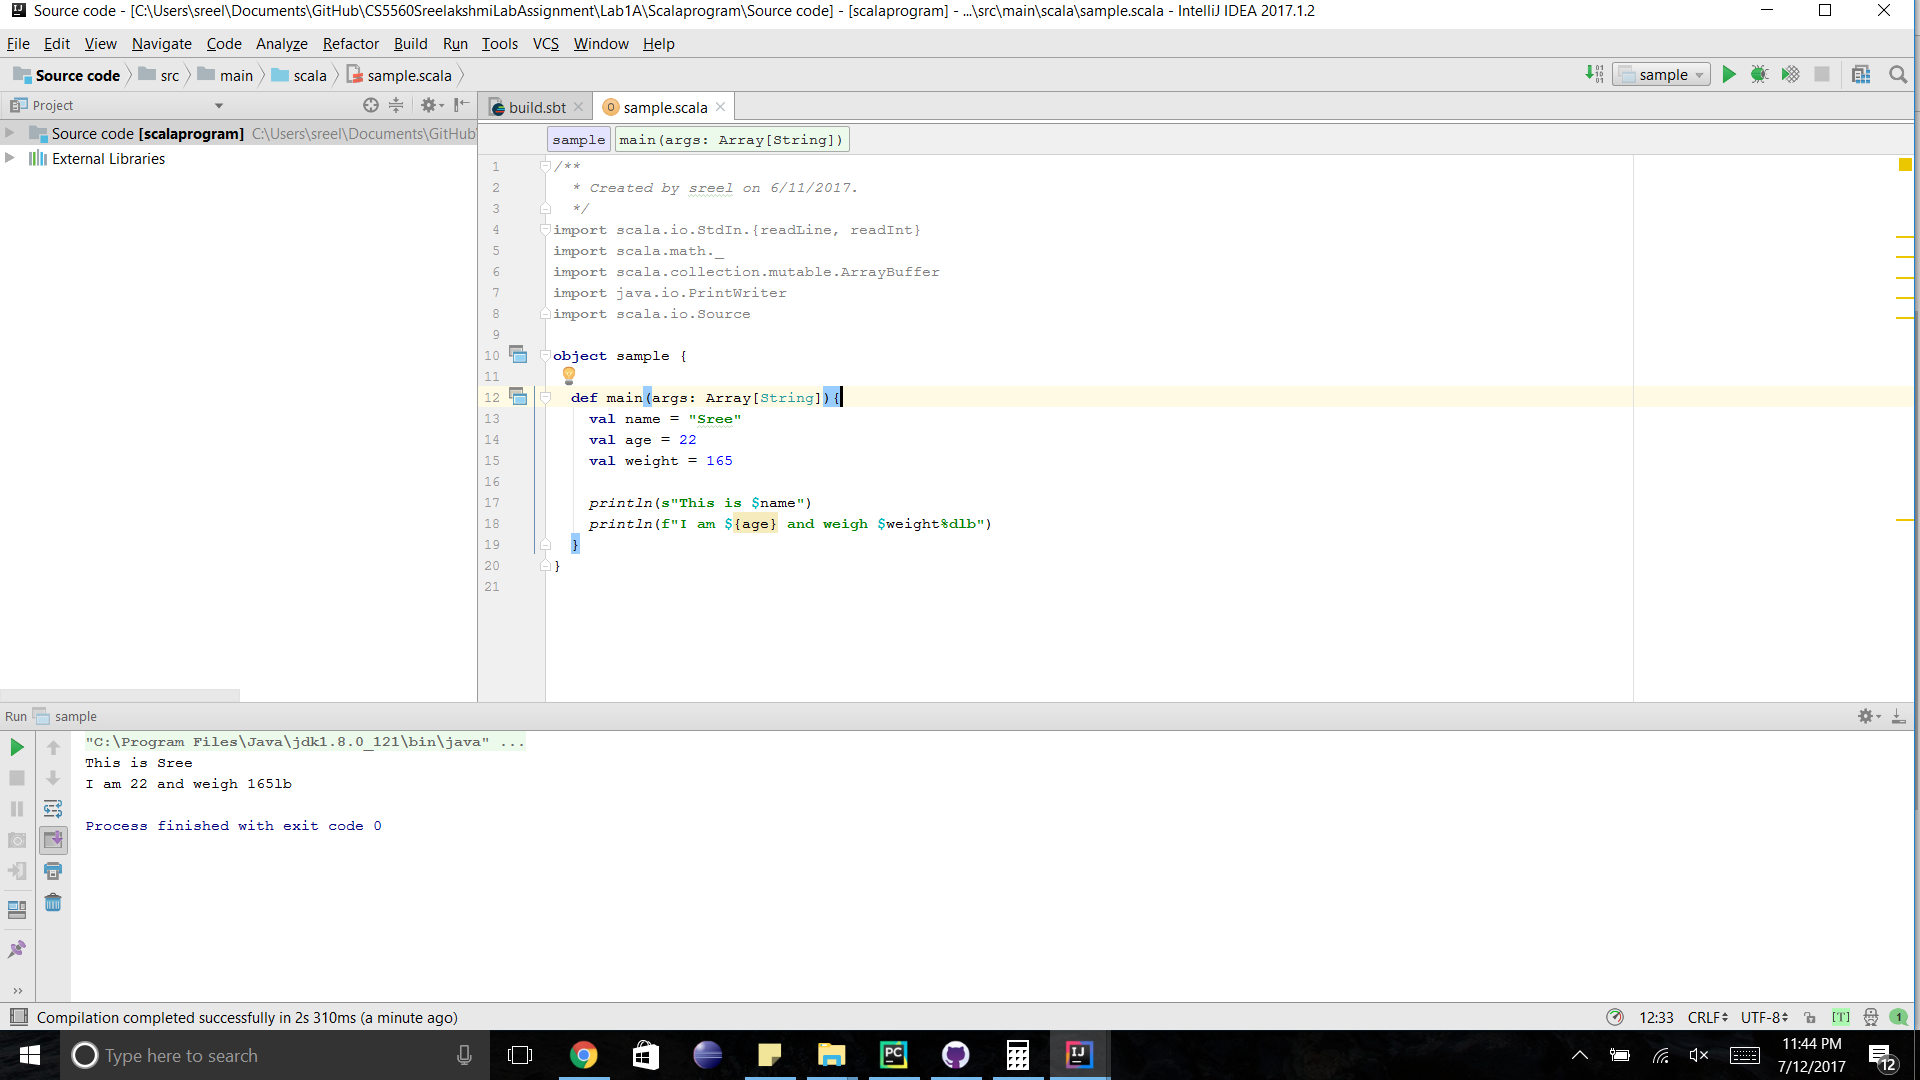 Source code - [C:\Users\sreel\Documents\GitHub\CS5560SreelakshmiLabAssignment\Lab1A\Scalaprogram\Source code] - [scalaprogram] - ...\src\main\scala\sample.scala - IntelliJ IDEA 2017.1.2
File Edit View Navigate Code Analyze Refactor Build Run Tools VCS Window Help
Source code src main scala sample.scala
sample
Project
build.sbt sample.scala
Source code [scalaprogram] C:\Users\sreel\Documents\GitHub
External Libraries
sample main(args: Array[String])
1 /**
2 * Created by sreel on 6/11/2017.
3 */
4 import scala.io.StdIn.{readLine, readInt}
5 import scala.math._
6 import scala.collection.mutable.ArrayBuffer
7 import java.io.PrintWriter
8 import scala.io.Source
9
10 object sample {
11
12 def main(args: Array[String]){
13 val name = "Sree"
14 val age = 22
15 val weight = 165
16
17 println(s"This is $name")
18 println(f"I am ${age} and weigh $weight%dlb")
19 }
20 }
21
Run sample
"C:\Program Files\Java\jdk1.8.0_121\bin\java" ...
This is Sree
I am 22 and weigh 165lb
Process finished with exit code 0
Compilation completed successfully in 2s 310ms (a minute ago)
12:33 CRLF UTF-8 [T] 1
Type here to search
PC
IJ
11:44 PM
7/12/2017
12